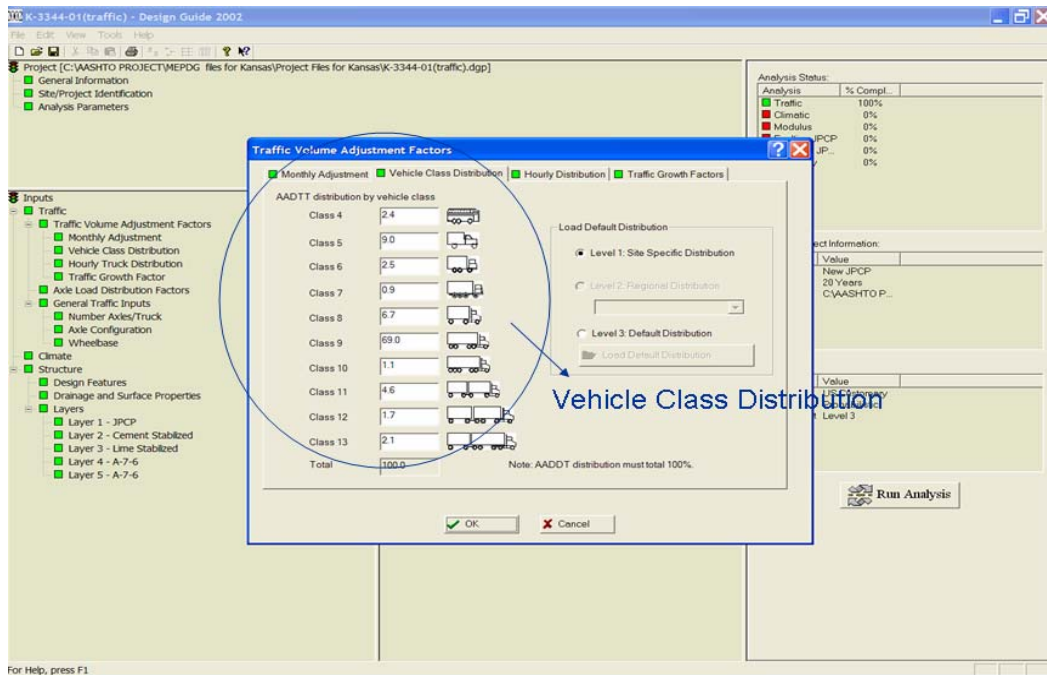 K-3344-01(traffic) - Design Guide 2002
File Edit View Tools Help
Project [C:\AASHTO PROJECT\MEPDG files for Kansas\Project Files for Kansas\K-3344-01(traffic).dgp]
General Information
Site/Project Identification
Analysis Parameters
Analysis Status:
Analysis % Compl...
Traffic 100%
Climatic 0%
Modulus 0%
JPCP 0%
JP... 0%
0%
Inputs
Traffic
Traffic Volume Adjustment Factors
Monthly Adjustment
Vehicle Class Distribution
Hourly Truck Distribution
Traffic Growth Factor
Axle Load Distribution Factors
General Traffic Inputs
Number Axles/Truck
Axle Configuration
Wheelbase
Climate
Structure
Design Features
Drainage and Surface Properties
Layers
Layer 1 - JPCP
Layer 2 - Cement Stablized
Layer 3 - Lime Stablized
Layer 4 - A-7-6
Layer 5 - A-7-6
Traffic Volume Adjustment Factors
Monthly Adjustment Vehicle Class Distribution Hourly Distribution Traffic Growth Factors
AADTT distribution by vehicle class
Class 4 2.4
Class 5 9.0
Class 6 2.5
Class 7 0.9
Class 8 6.7
Class 9 69.0
Class 10 1.1
Class 11 4.6
Class 12 1.7
Class 13 2.1
Total 100.0
Note: AADDT distribution must total 100%.
Load Default Distribution
Level 1: Site Specific Distribution
Level 2: Regional Distribution
Level 3: Default Distribution
Load Default Distribution
OK Cancel
Vehicle Class Distribution
ect Information:
Value
New JPCP
20 Years
C:\AASHTO P...
Value
US Customary
Level 3
Run Analysis
For Help, press F1